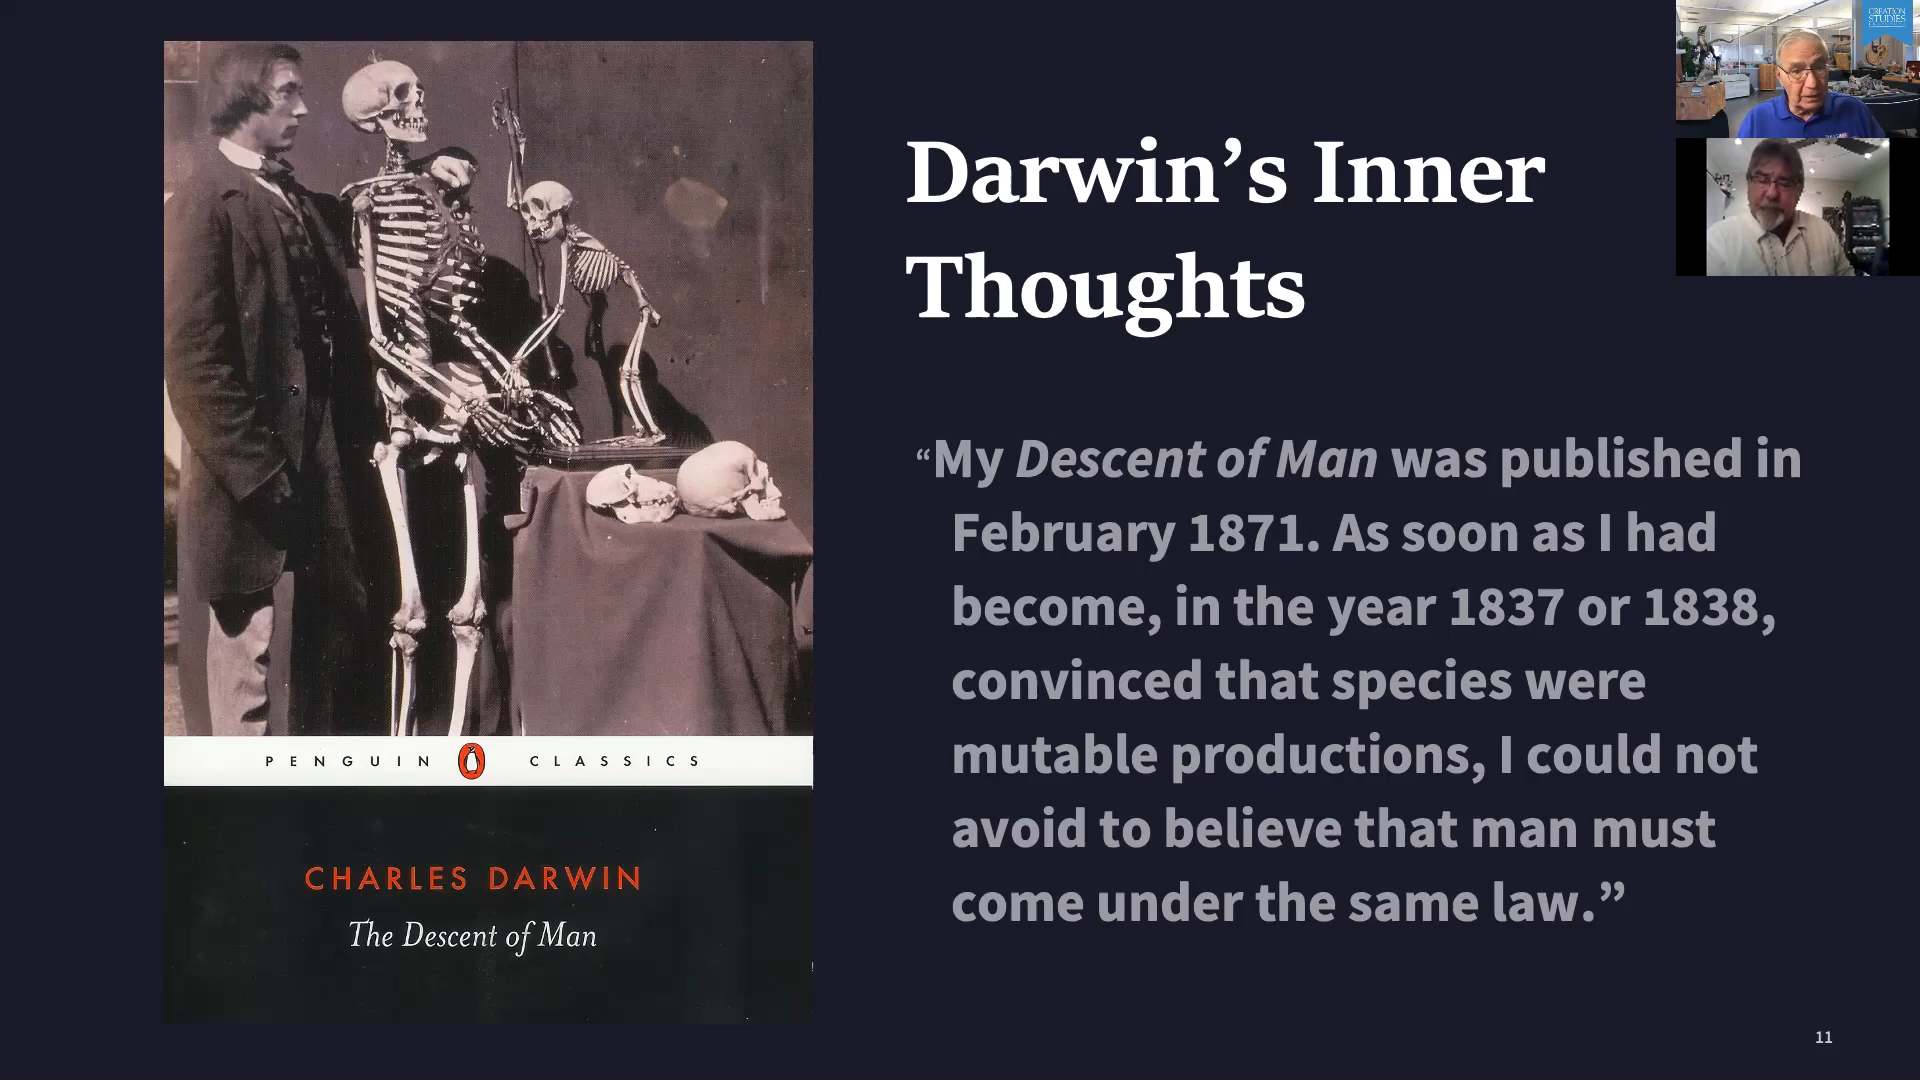 CREATION
STUDIES
Darwin’s Inner
Thoughts
“My Descent of Man was published in
February 1871. As soon as I had
become, in the year 1837 or 1838,
convinced that species were
mutable productions, I could not
avoid to believe that man must
come under the same law.”
PENGUIN CLASSICS
CHARLES DARWIN
The Descent of Man
11